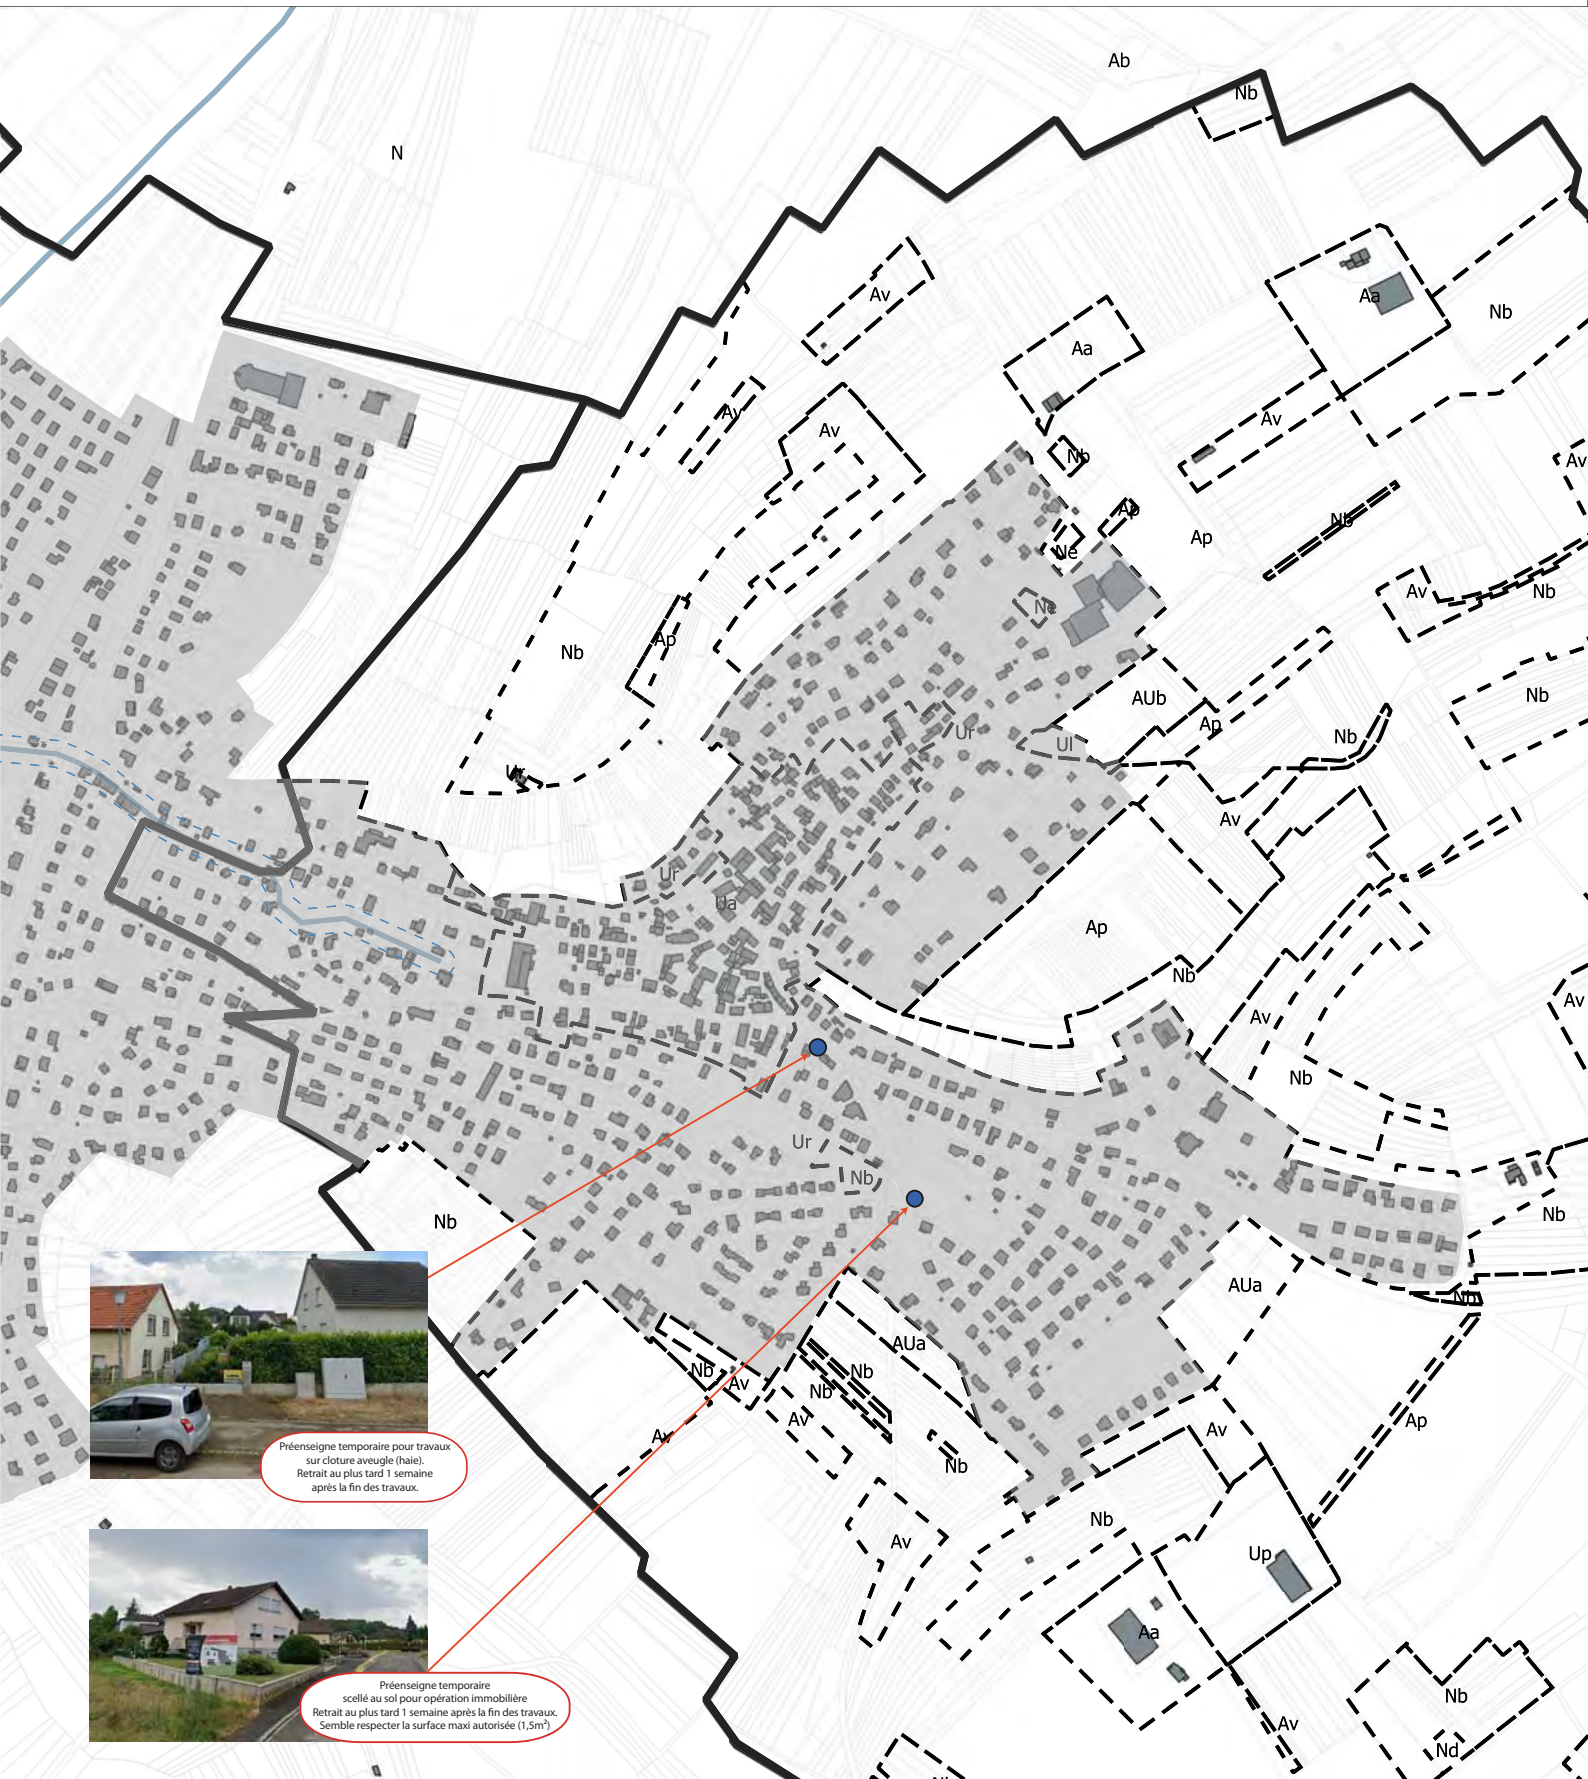 Ab
Nb
N
Av
Aa
Nb
Aa
Av
Av
Av
Nb
Av
Nb
Ap
Ap
Ne
Av
Nb
Ne
Ap
Nb
AUb
Nb
Ap
Ur
Nb
Ul
Ur
Av
Ur
Ua
Ap
Nb
Av
Av
Nb
Ur
Nb
Nb
Nb
AUa
Nb
AUa
Nb
Nb
Av
Nb
Av
Ap
Av
Av
Nb
Nb
Av
Up
Aa
Nb
Av
Nd
Préenseigne temporaire pour travaux
sur cloture aveugle (haie).
Retrait au plus tard 1 semaine
après la fin des travaux.
Préenseigne temporaire
scellé au sol pour opération immobilière
Retrait au plus tard 1 semaine après la fin des travaux.
Semble respecter la surface maxi autorisée (1,5m²)